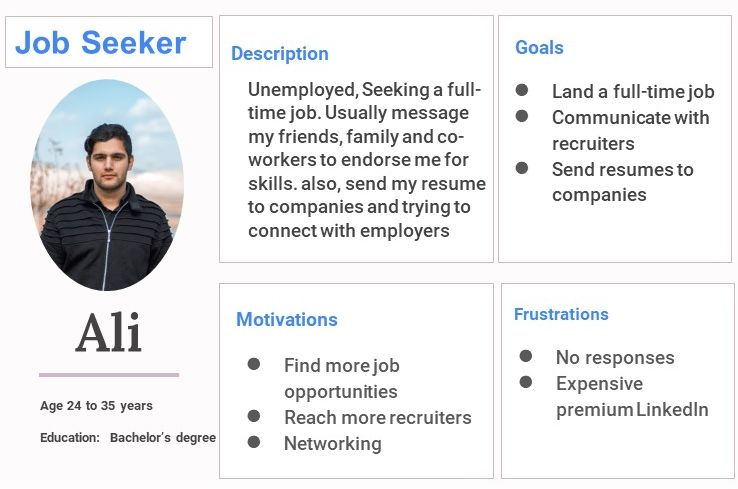 Job Seeker
Ali
Age 24 to 35 years
Education: Bachelor's degree
Description
Unemployed, Seeking a full-
time job. Usually message
my friends, family and co-
workers to endorse me for
skills. also, send my resume
to companies and trying to
connect with employers
Goals
● Land a full-time job
● Communicate with
recruiters
● Send resumes to
companies
Motivations
● Find more job
opportunities
● Reach more recruiters
● Networking
Frustrations
● No responses
● Expensive
premium LinkedIn